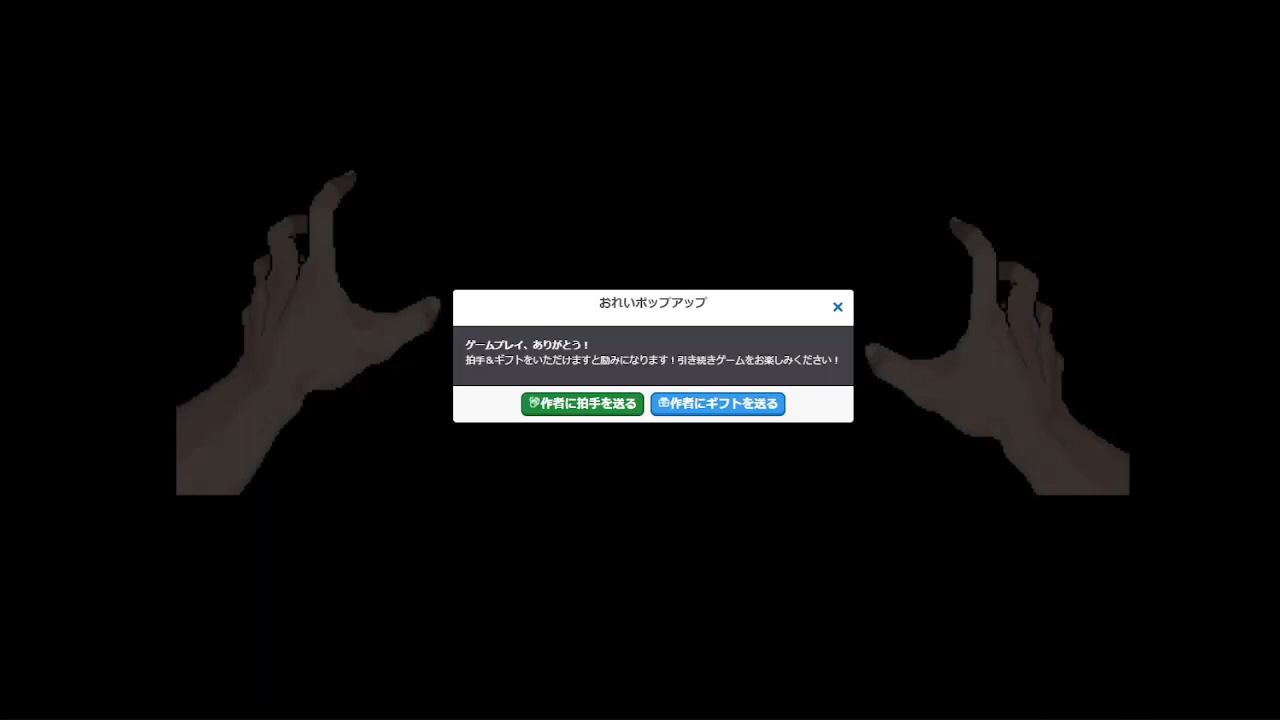 おれいポップアップ
ゲームプレイ、ありがとう！
拍手＆ギフトをいただけますと励みになります！引き続きゲームをお楽しみください！
作者に拍手を送る
作者にギフトを送る